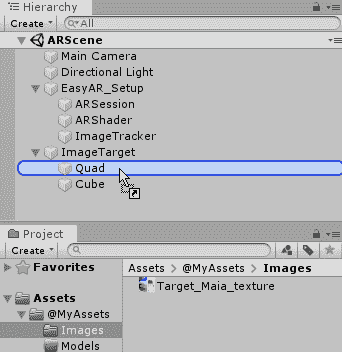 Hierarchy
Create All
ARScene
Main Camera
Directional Light
EasyAR_Setup
ARSession
ARShader
ImageTracker
ImageTarget
Quad
Cube
Project
Create
Favorites
Assets > @MyAssets > Images
Target_Maia_texture
Assets
@MyAssets
Images
Models